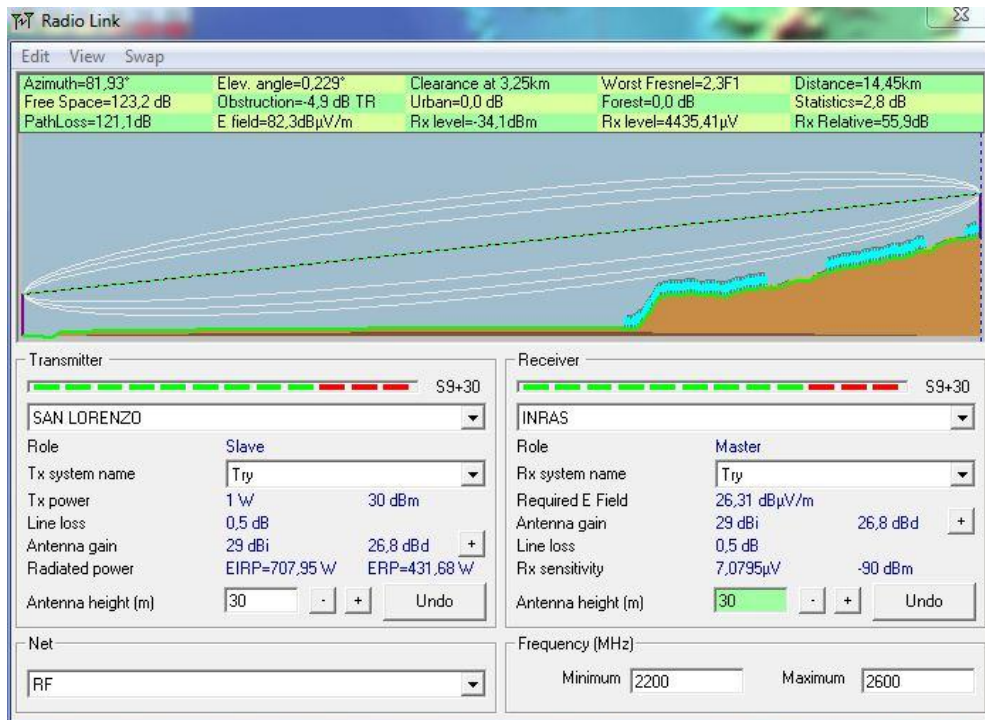 Radio Link
Edit View Swap
Azimuth=81,93° Elev. angle=0,229° Clearance at 3,25km Worst Fresnel=2,3F1 Distance=14,45km
Free Space=123,2 dB Obstruction=-4,9 dB TR Urban=0,0 dB Forest=0,0 dB Statistics=2,8 dB
PathLoss=121,1dB E field=82,3dBµV/m Rx level=-34,1dBm Rx level=4435,41µV Rx Relative=55,9dB
Transmitter
S9+30
SAN LORENZO
Role Slave
Tx system name Try
Tx power 1 W 30 dBm
Line loss 0,5 dB
Antenna gain 29 dBi 26,8 dBd +
Radiated power EIRP=707,95 W ERP=431,68 W
Antenna height (m) 30 - + Undo
Receiver
S9+30
INRAS
Role Master
Rx system name Try
Required E Field 26,31 dBµV/m
Antenna gain 29 dBi 26,8 dBd +
Line loss 0,5 dB
Rx sensitivity 7,0795µV -90 dBm
Antenna height (m) 30 - + Undo
Net
RF
Frequency (MHz)
Minimum 2200 Maximum 2600